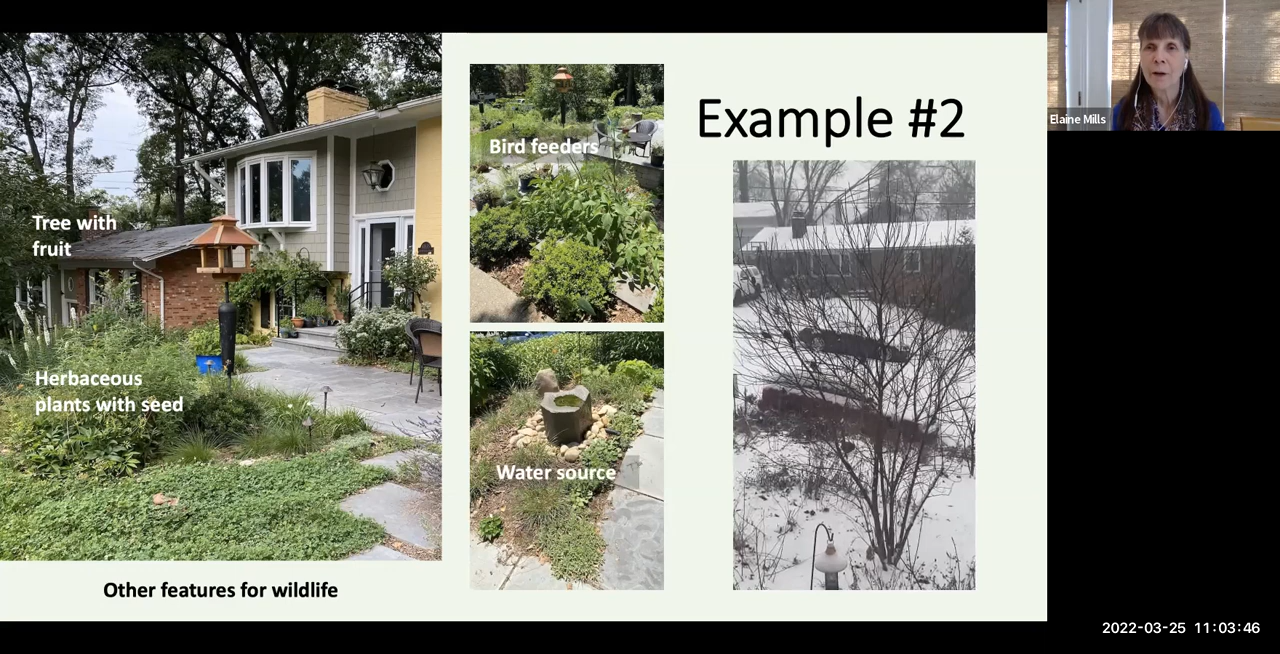 Example #2
Elaine Mills
Bird feeders
Tree with
fruit
Herbaceous
plants with seed
Water source
Other features for wildlife
2022-03-25 11:03:46